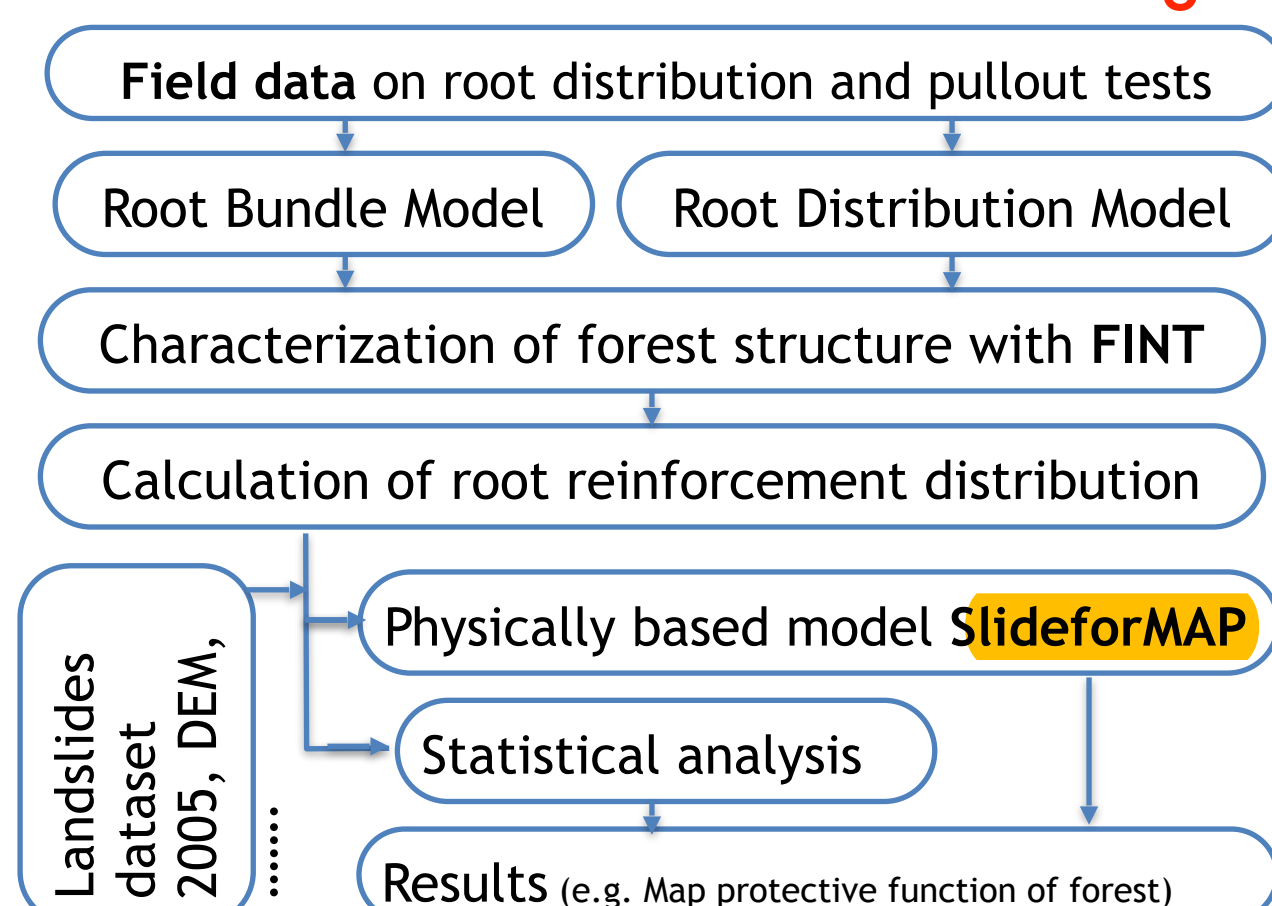 Field data on root distribution and pullout tests
Root Bundle Model
Root Distribution Model
Characterization of forest structure with FINT
Calculation of root reinforcement distribution
Landslides
dataset
2005, DEM,
.......
Physically based model SlideforMAP
Statistical analysis
Results (e.g. Map protective function of forest)